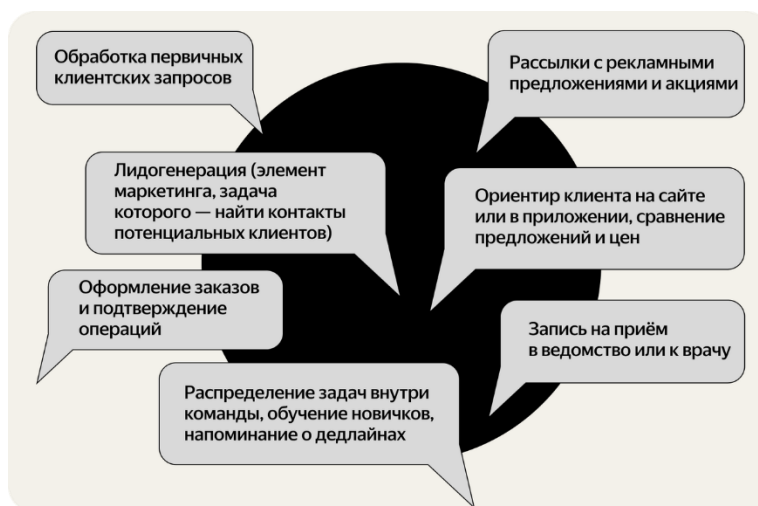 Обработка первичных
клиентских запросов
Рассылки с рекламными
предложениями и акциями
Лидогенерация (элемент
маркетинга, задача
которого — найти контакты
потенциальных клиентов)
Ориентир клиента на сайте
или в приложении, сравнение
предложений и цен
Оформление заказов
и подтверждение
операций
Запись на приём
в ведомство или к врачу
Распределение задач внутри
команды, обучение новичков,
напоминание о дедлайнах